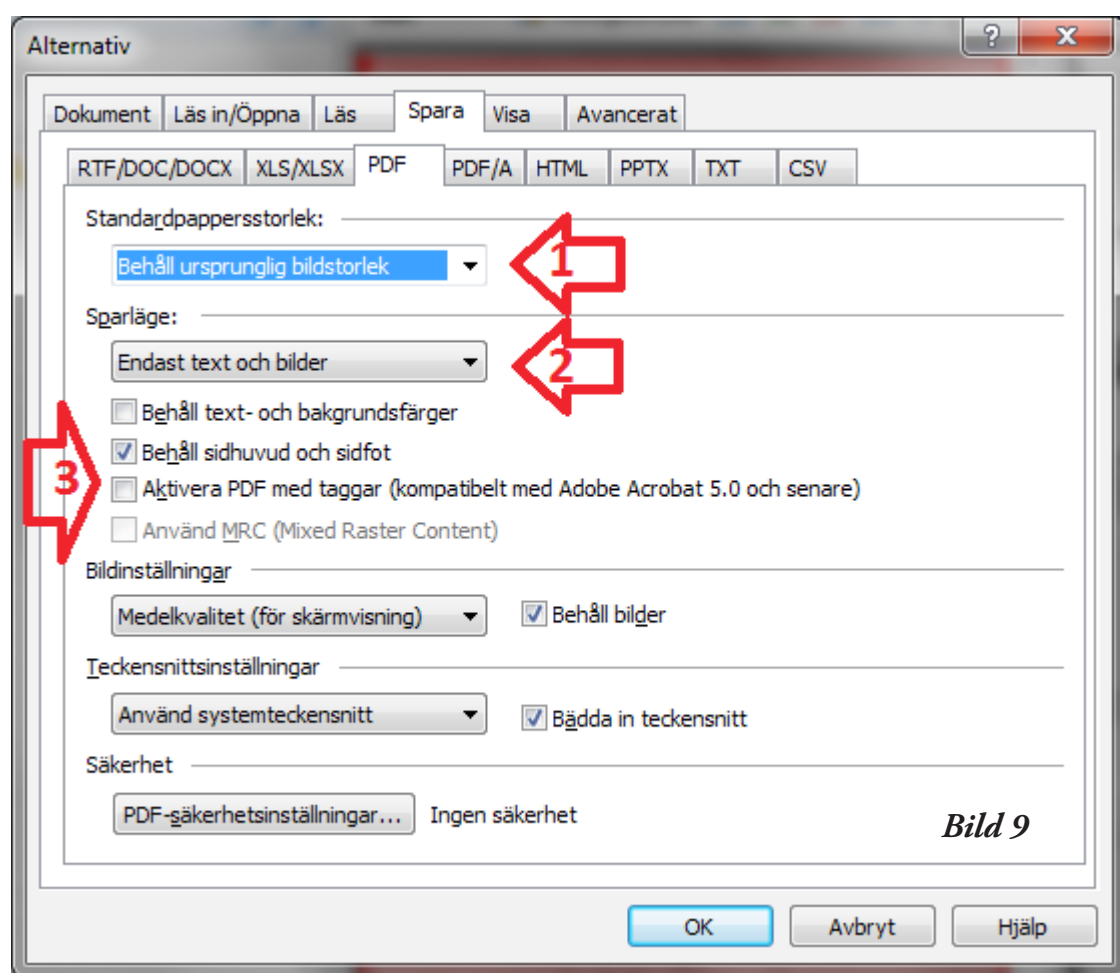 Alternativ
?
X
Dokument Läs in/Öppna Läs Spara Visa Avancerat
RTF/DOC/DOCX XLS/XLSX PDF PDF/A HTML PPTX TXT CSV
Standardpappersstorlek:
Behåll ursprunglig bildstorlek
1
Sparläge:
Endast text och bilder
2
Behåll text- och bakgrundsfärger
Behåll sidhuvud och sidfot
3
Aktivera PDF med taggar (kompatibelt med Adobe Acrobat 5.0 och senare)
Använd MRC (Mixed Raster Content)
Bildinställningar
Medelkvalitet (för skärmvisning) Behåll bilder
Teckensnittsinställningar
Använd systemteckensnitt Bädda in teckensnitt
Säkerhet
PDF-säkerhetsinställningar... Ingen säkerhet
Bild 9
OK Avbryt Hjälp